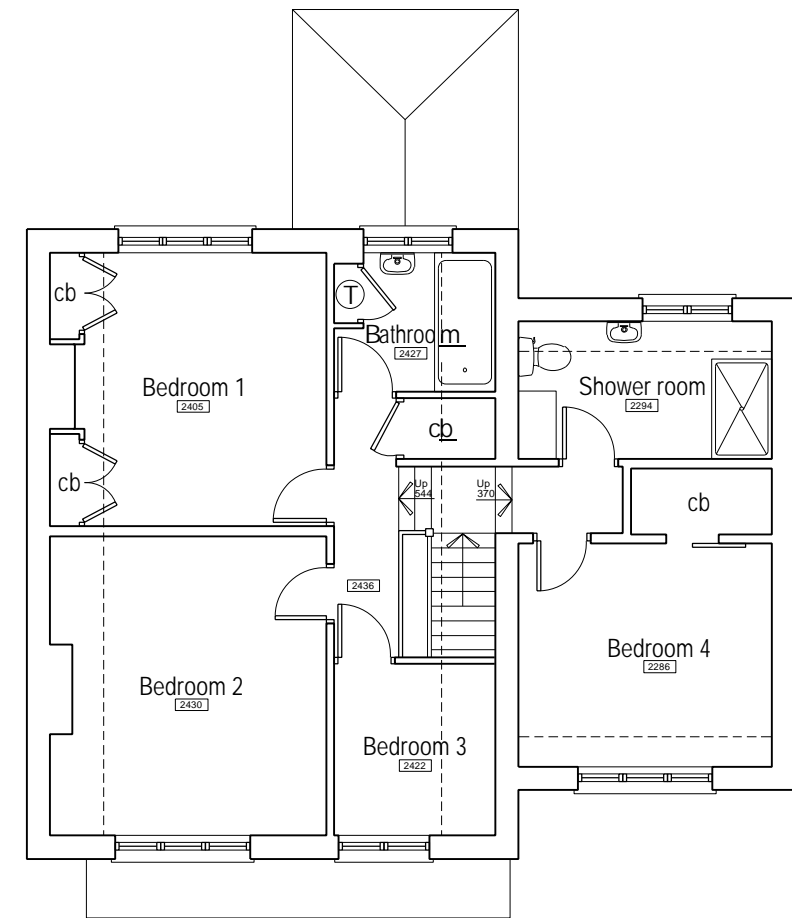 cb
T
Bathroom
2427
Bedroom 1
2405
Shower room
2294
cb
cb
Up
544
Up
370
cb
2436
Bedroom 4
2286
Bedroom 2
2430
Bedroom 3
2422